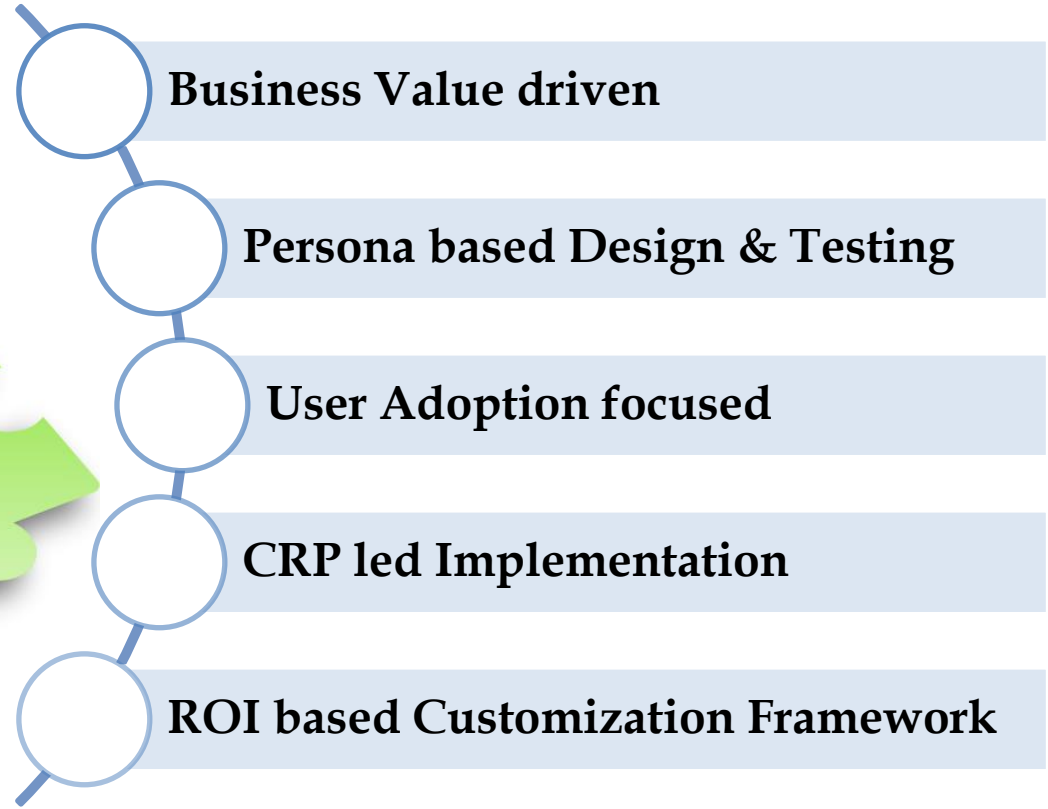 Business Value driven
Persona based Design & Testing
User Adoption focused
CRP led Implementation
ROI based Customization Framework